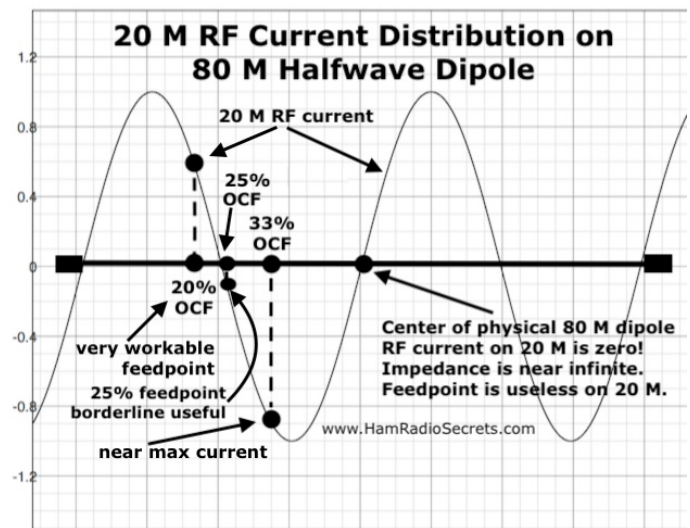 20 M RF Current Distribution on
80 M Halfwave Dipole
1.2
0.8
0.4
0
-0.4
-0.8
-1.2
20 M RF current
25%
OCF
33%
OCF
20%
OCF
very workable
feedpoint
25% feedpoint
borderline useful
near max current
Center of physical 80 M dipole
RF current on 20 M is zero!
Impedance is near infinite.
Feedpoint is useless on 20 M.
www.HamRadioSecrets.com